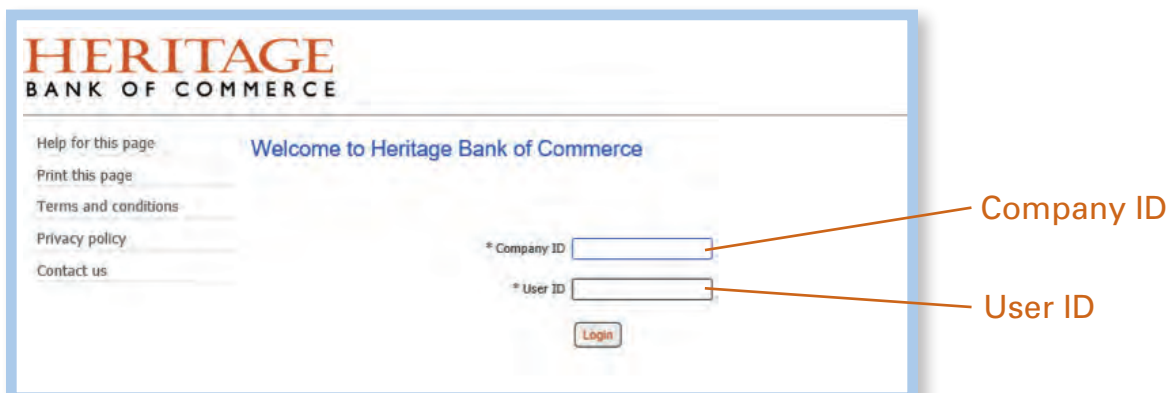 HERITAGE
BANK OF COMMERCE
Help for this page
Print this page
Terms and conditions
Privacy policy
Contact us
Welcome to Heritage Bank of Commerce
* Company ID
* User ID
Login
Company ID
User ID